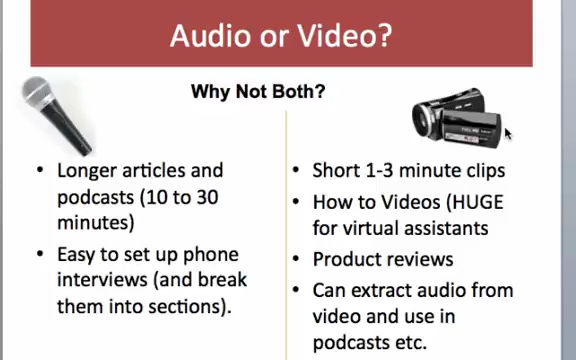 Audio or Video?
Why Not Both?
• Longer articles and
podcasts (10 to 30
minutes)
• Easy to set up phone
interviews (and break
them into sections).
• Short 1-3 minute clips
• How to Videos (HUGE
for virtual assistants
• Product reviews
• Can extract audio from
video and use in
podcasts etc.